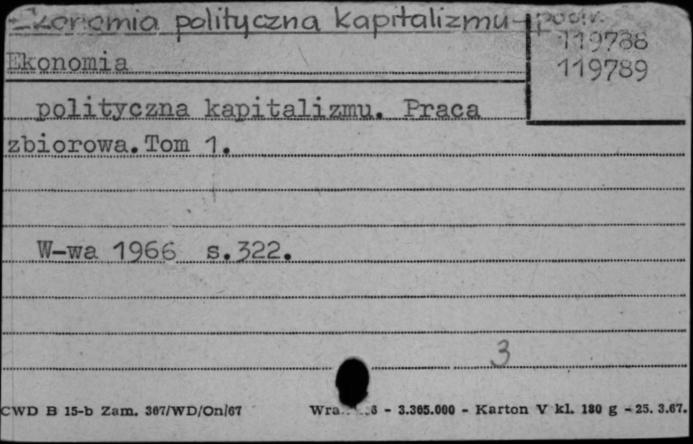 Ekonomia polityczna kapitalizmu - podr.
119788
119789
Ekonomia
polityczna kapitalizmu. Praca
zbiorowa. Tom 1.
W-wa 1966 s. 322.
3
CWD B 15-b Zam. 367/WD/On/67 - 3.365.000 - Karton V kl. 180 g - 25. 3.67.